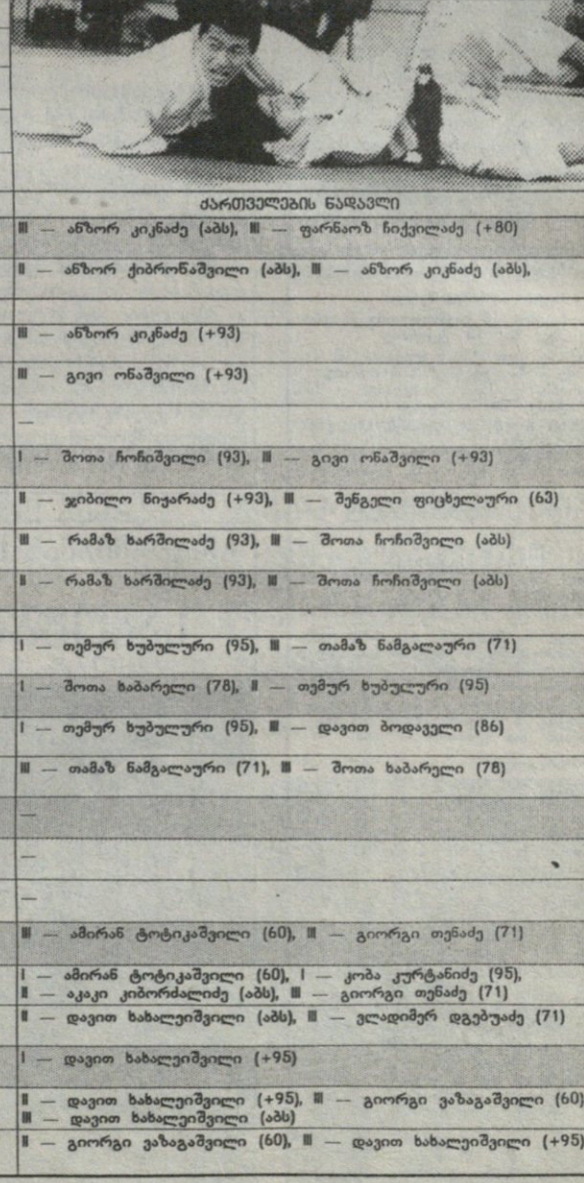 ქართველების ნადავლი
III — ანზორ კიკნაძე (აბს), III — ფარნაოზ ჩიქვილაძე (+80)
II — ანზორ ქიბრონაშვილი (აბს), III — ანზორ კიკნაძე (აბს),
III — ანზორ კიკნაძე (+93)
III — გივი ონაშვილი (+93)
—
I — შოთა ჩოჩიშვილი (93), III — გივი ონაშვილი (+93)
II — ჯიბილო ნიჟარაძე (+93), III — შენგელი ფიცხელაური (63)
III — რამაზ ხარშილაძე (93), III — შოთა ჩოჩიშვილი (აბს)
II — რამაზ ხარშილაძე (93), III — შოთა ჩოჩიშვილი (აბს)
I — თემურ ხუბულური (95), III — თამაზ ნამგალაური (71)
I — შოთა ხაბარელი (78), II — თემურ ხუბულური (95)
I — თემურ ხუბულური (95), III — დავით ბოდაველი (86)
III — თამაზ ნამგალაური (71), III — შოთა ხაბარელი (78)
—
—
—
III — ამირან ტოტიკაშვილი (60), III — გიორგი თენაძე (71)
I — ამირან ტოტიკაშვილი (60), I — კობა კურტანიძე (95),
II — აკაკი კიბორძალიძე (აბს), III — გიორგი თენაძე (71)
II — დავით ხახალეიშვილი (აბს), III — ვლადიმერ დგებუაძე (71)
I — დავით ხახალეიშვილი (+95)
II — დავით ხახალეიშვილი (+95), III — გიორგი ვაზაგაშვილი (60)
III — დავით ხახალეიშვილი (აბს)
II — გიორგი ვაზაგაშვილი (60), III — დავით ხახალეიშვილი (+95)